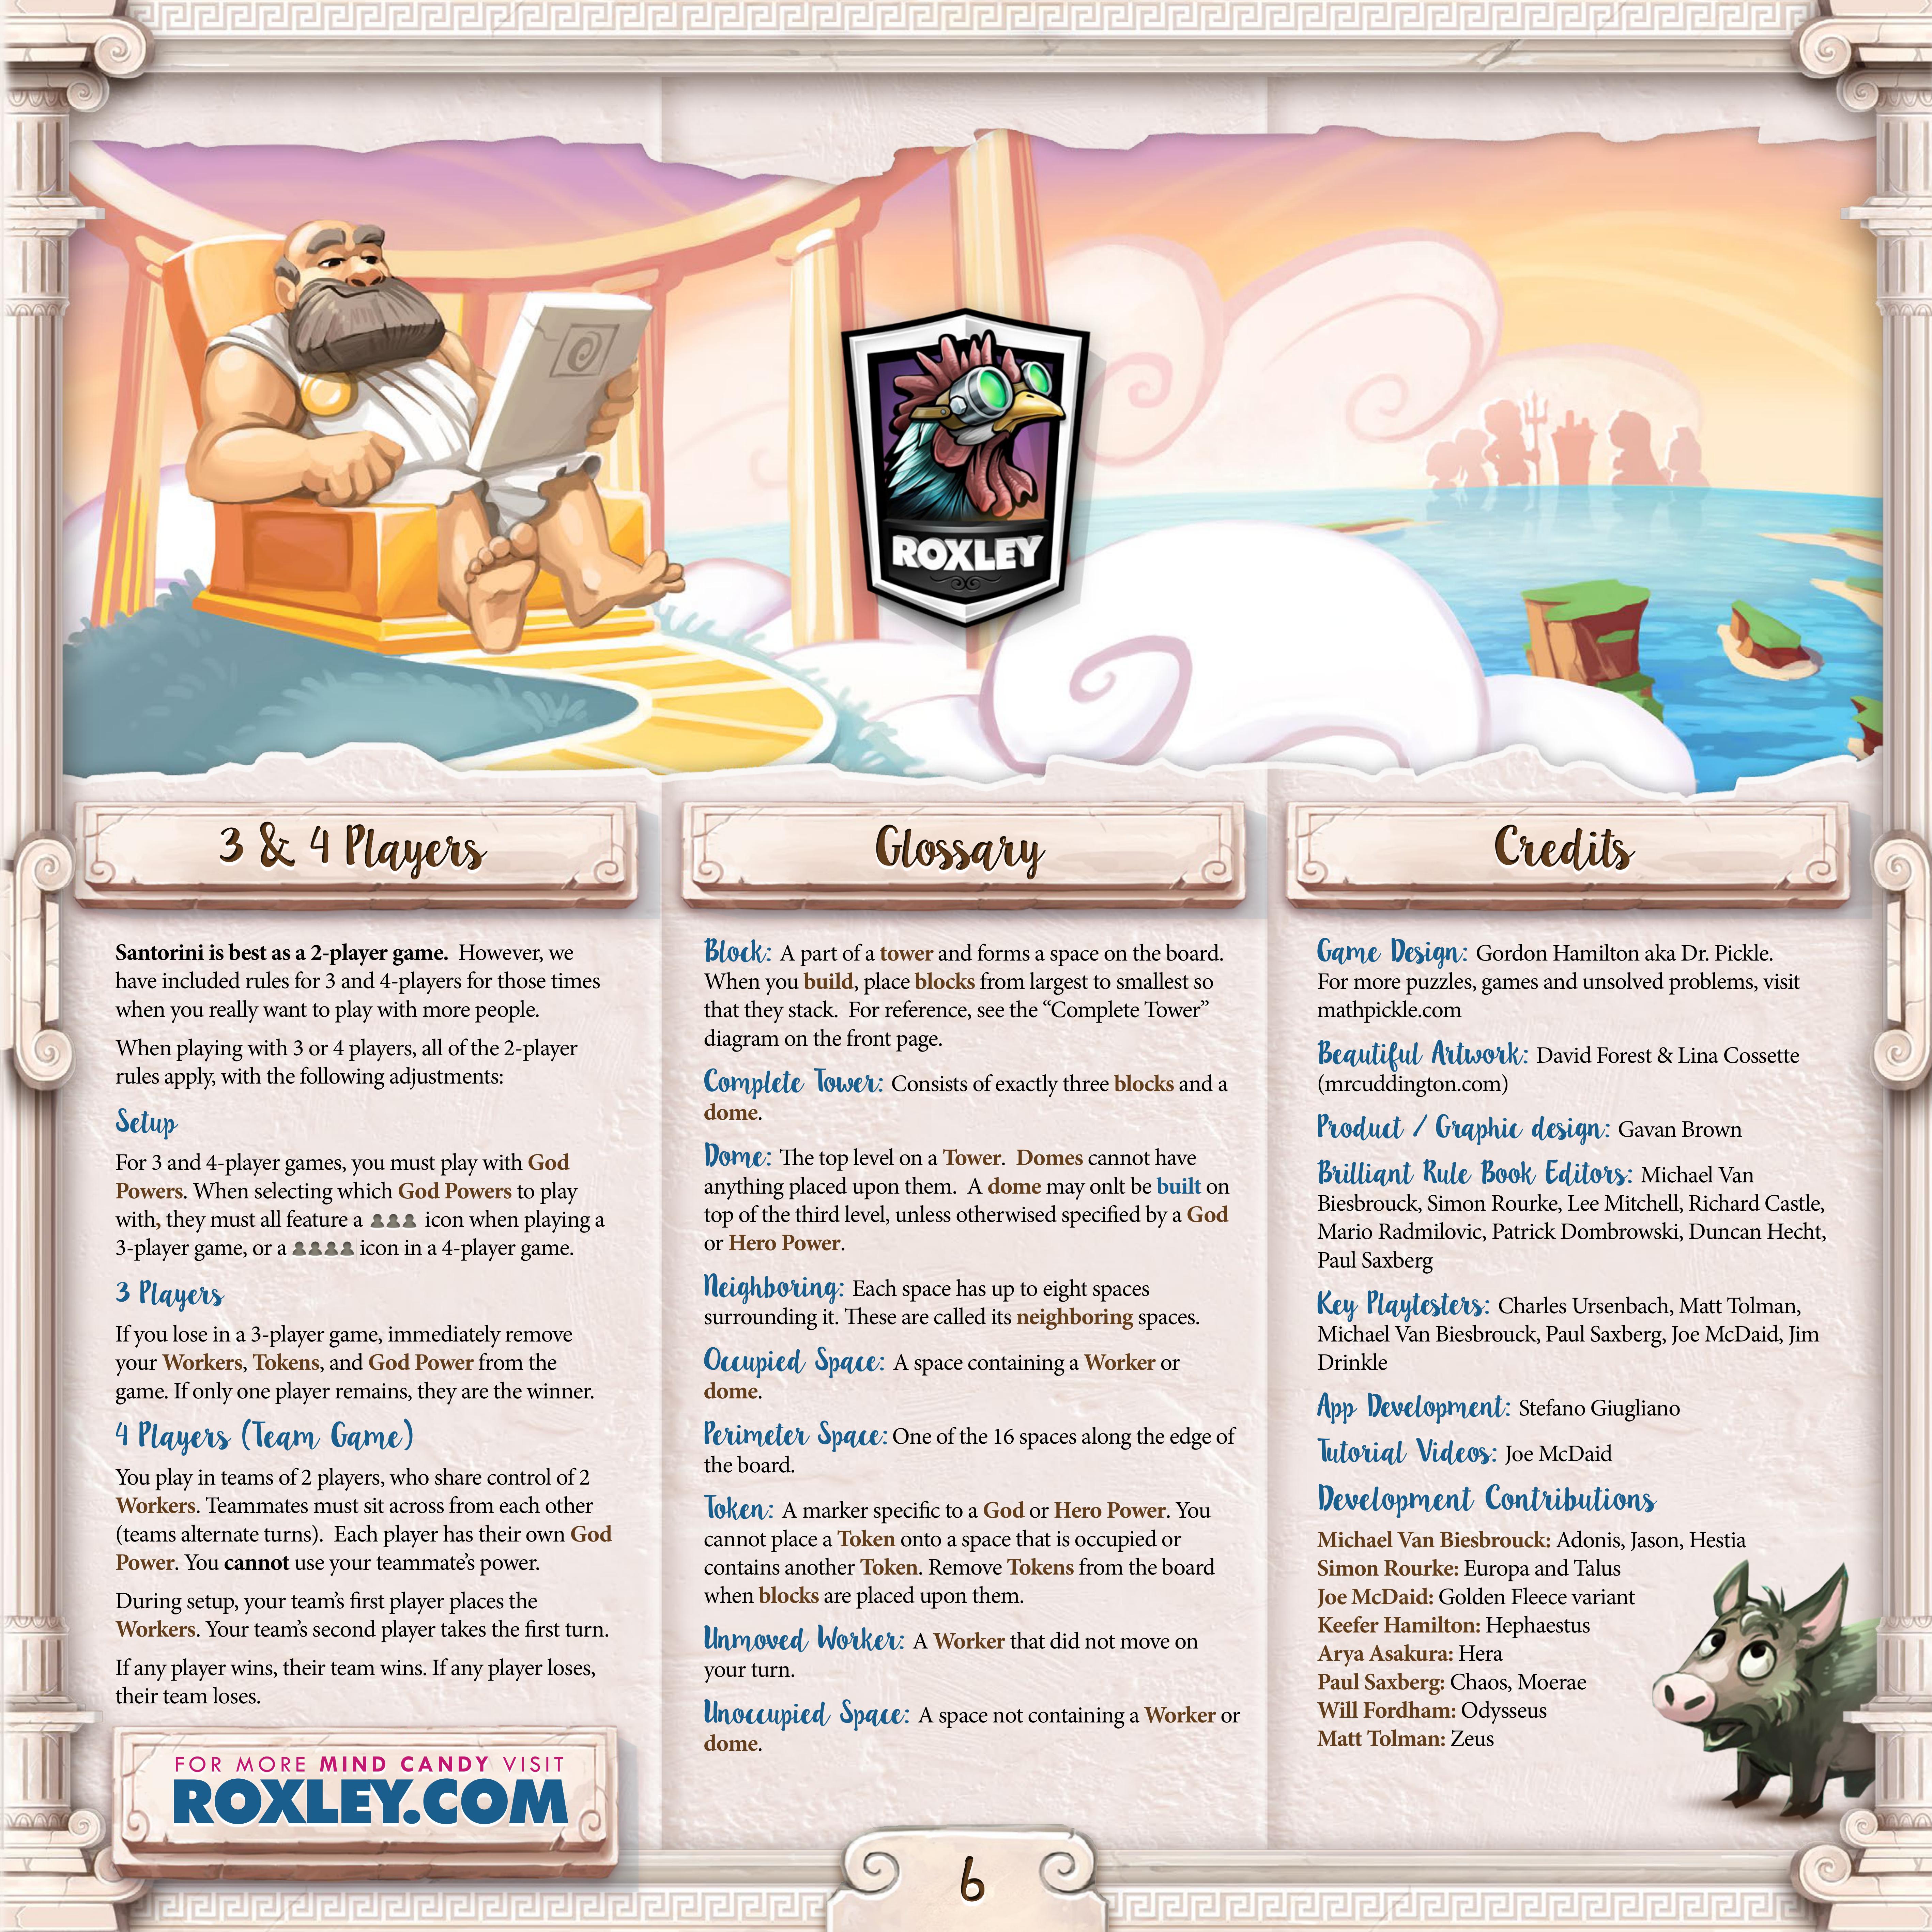 ROXLEY
3 & 4 Players
Santorini is best as a 2-player game. However, we
have included rules for 3 and 4-players for those times
when you really want to play with more people.
When playing with 3 or 4 players, all of the 2-player
rules apply, with the following adjustments:
Setup
For 3 and 4-player games, you must play with God
Powers. When selecting which God Powers to play
with, they must all feature a icon when playing a
3-player game, or a icon in a 4-player game.
3 Players
If you lose in a 3-player game, immediately remove
your Workers, Tokens, and God Power from the
game. If only one player remains, they are the winner.
4 Players (Team Game)
You play in teams of 2 players, who share control of 2
Workers. Teammates must sit across from each other
(teams alternate turns). Each player has their own God
Power. You cannot use your teammate's power.
During setup, your team's first player places the
Workers. Your team's second player takes the first turn.
If any player wins, their team wins. If any player loses,
their team loses.
FOR MORE MIND CANDY VISIT
ROXLEY.COM
Glossary
Block: A part of a tower and forms a space on the board.
When you build, place blocks from largest to smallest so
that they stack. For reference, see the "Complete Tower"
diagram on the front page.
Complete Tower: Consists of exactly three blocks and a
dome.
Dome: The top level on a Tower. Domes cannot have
anything placed upon them. A dome may onlt be built on
top of the third level, unless otherwised specified by a God
or Hero Power.
Neighboring: Each space has up to eight spaces
surrounding it. These are called its neighboring spaces.
Occupied Space: A space containing a Worker or
dome.
Perimeter Space: One of the 16 spaces along the edge of
the board.
Token: A marker specific to a God or Hero Power. You
cannot place a Token onto a space that is occupied or
contains another Token. Remove Tokens from the board
when blocks are placed upon them.
Unmoved Worker: A Worker that did not move on
your turn.
Unoccupied Space: A space not containing a Worker or
dome.
Credits
Game Design: Gordon Hamilton aka Dr. Pickle.
For more puzzles, games and unsolved problems, visit
mathpickle.com
Beautiful Artwork: David Forest & Lina Cossette
(mrcuddington.com)
Product / Graphic design: Gavan Brown
Brilliant Rule Book Editors: Michael Van
Biesbrouck, Simon Rourke, Lee Mitchell, Richard Castle,
Mario Radmilovic, Patrick Dombrowski, Duncan Hecht,
Paul Saxberg
Key Playtesters: Charles Ursenbach, Matt Tolman,
Michael Van Biesbrouck, Paul Saxberg, Joe McDaid, Jim
Drinkle
App Development: Stefano Giugliano
Tutorial Videos: Joe McDaid
Development Contributions
Michael Van Biesbrouck: Adonis, Jason, Hestia
Simon Rourke: Europa and Talus
Joe McDaid: Golden Fleece variant
Keefer Hamilton: Hephaestus
Arya Asakura: Hera
Paul Saxberg: Chaos, Moerae
Will Fordham: Odysseus
Matt Tolman: Zeus
6